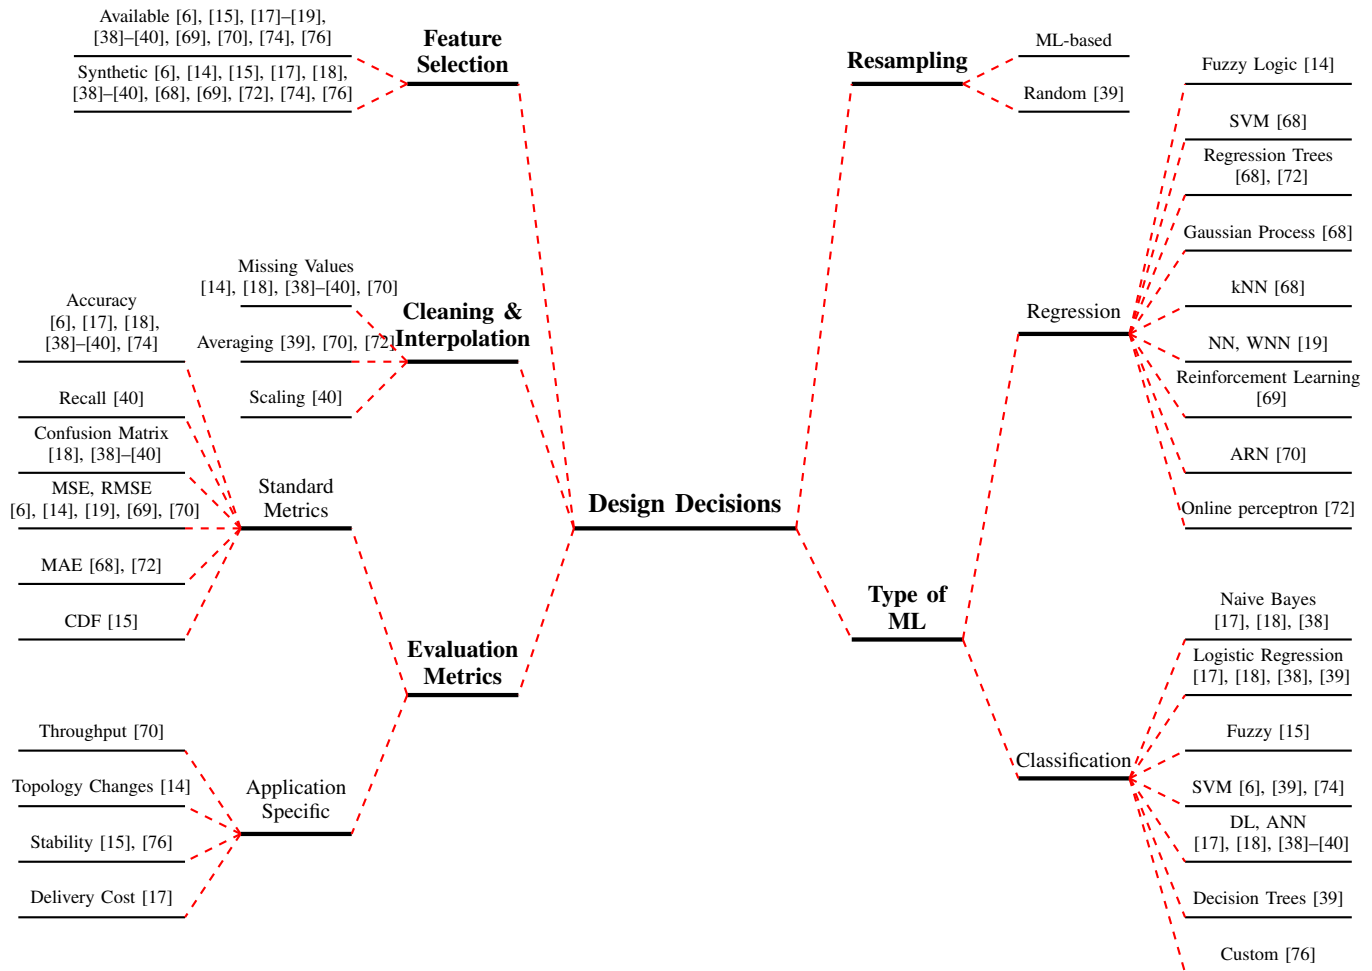 Available [6], [15], [17]–[19],
[38]–[40], [69], [70], [74], [76]
Synthetic [6], [14], [15], [17], [18],
[38]–[40], [68], [69], [72], [74], [76]
Feature
Selection
Missing Values
[14], [18], [38]–[40], [70]
Averaging [39], [70], [72]
Scaling [40]
Cleaning &
Interpolation
Accuracy
[6], [17], [18],
[38]–[40], [74]
Recall [40]
Confusion Matrix
[18], [38]–[40]
MSE, RMSE
[6], [14], [19], [69], [70]
MAE [68], [72]
CDF [15]
Standard
Metrics
Evaluation
Metrics
Throughput [70]
Topology Changes [14]
Stability [15], [76]
Delivery Cost [17]
Application
Specific
Design Decisions
Resampling
ML-based
Random [39]
Type of
ML
Regression
Fuzzy Logic [14]
SVM [68]
Regression Trees
[68], [72]
Gaussian Process [68]
kNN [68]
NN, WNN [19]
Reinforcement Learning
[69]
ARN [70]
Online perceptron [72]
Classification
Naive Bayes
[17], [18], [38]
Logistic Regression
[17], [18], [38], [39]
Fuzzy [15]
SVM [6], [39], [74]
DL, ANN
[17], [18], [38]–[40]
Decision Trees [39]
Custom [76]